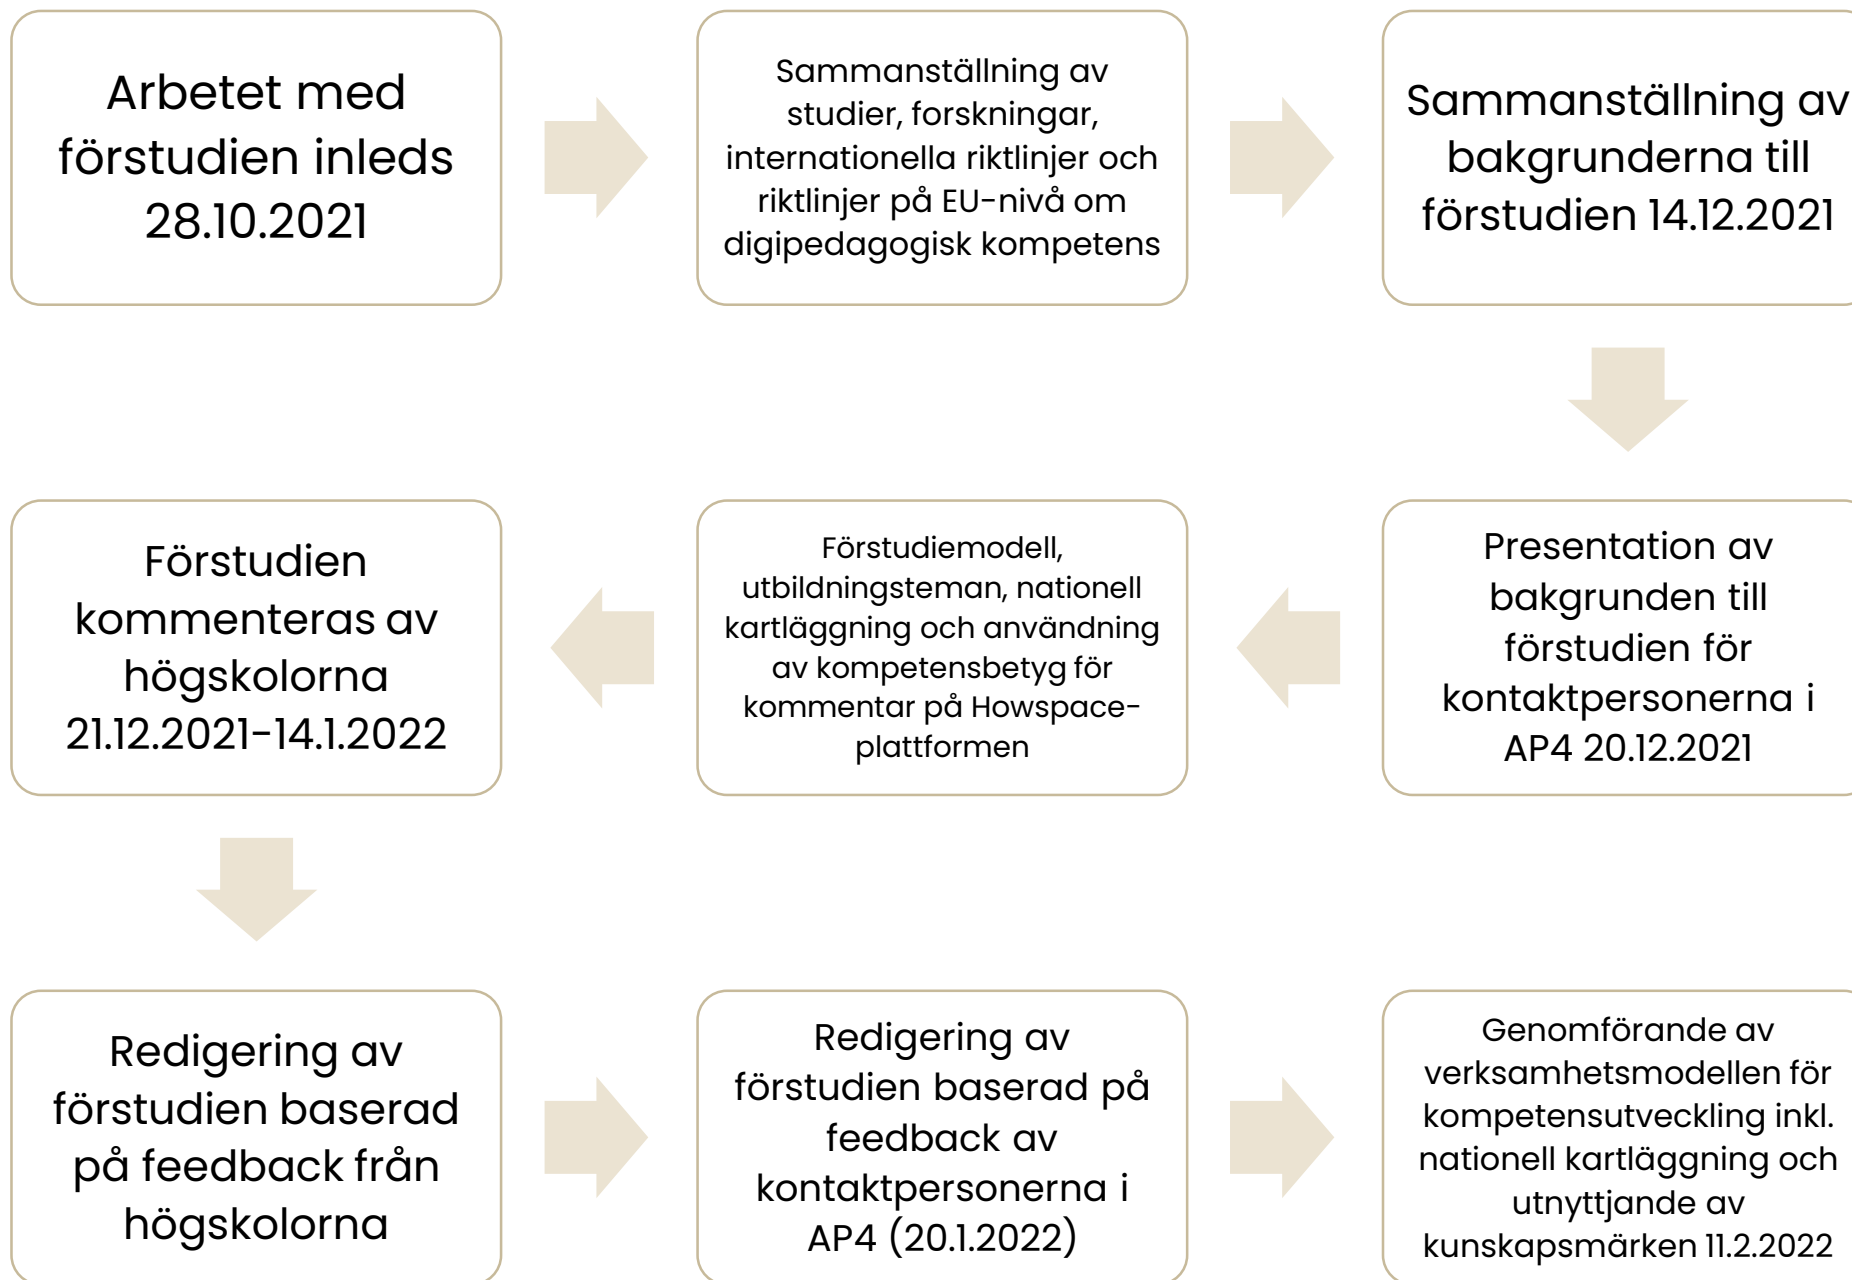 Arbetet med
förstudien inleds
28.10.2021
Sammanställning av
studier, forskningar,
internationella riktlinjer och
riktlinjer på EU-nivå om
digipedagogisk kompetens
Sammanställning av
bakgrunderna till
förstudien 14.12.2021
Presentation av
bakgrunden till
förstudien för
kontaktpersonerna i
AP4 20.12.2021
Förstudiemodell,
utbildningsteman, nationell
kartläggning och användning
av kompetensbetyg för
kommentar på Howspace-
plattformen
Förstudien
kommenteras av
högskolorna
21.12.2021-14.1.2022
Redigering av
förstudien baserad
på feedback från
högskolorna
Redigering av
förstudien baserad på
feedback av
kontaktpersonerna i
AP4 (20.1.2022)
Genomförande av
verksamhetsmodellen för
kompetensutveckling inkl.
nationell kartläggning och
utnyttjande av
kunskapsmärken 11.2.2022